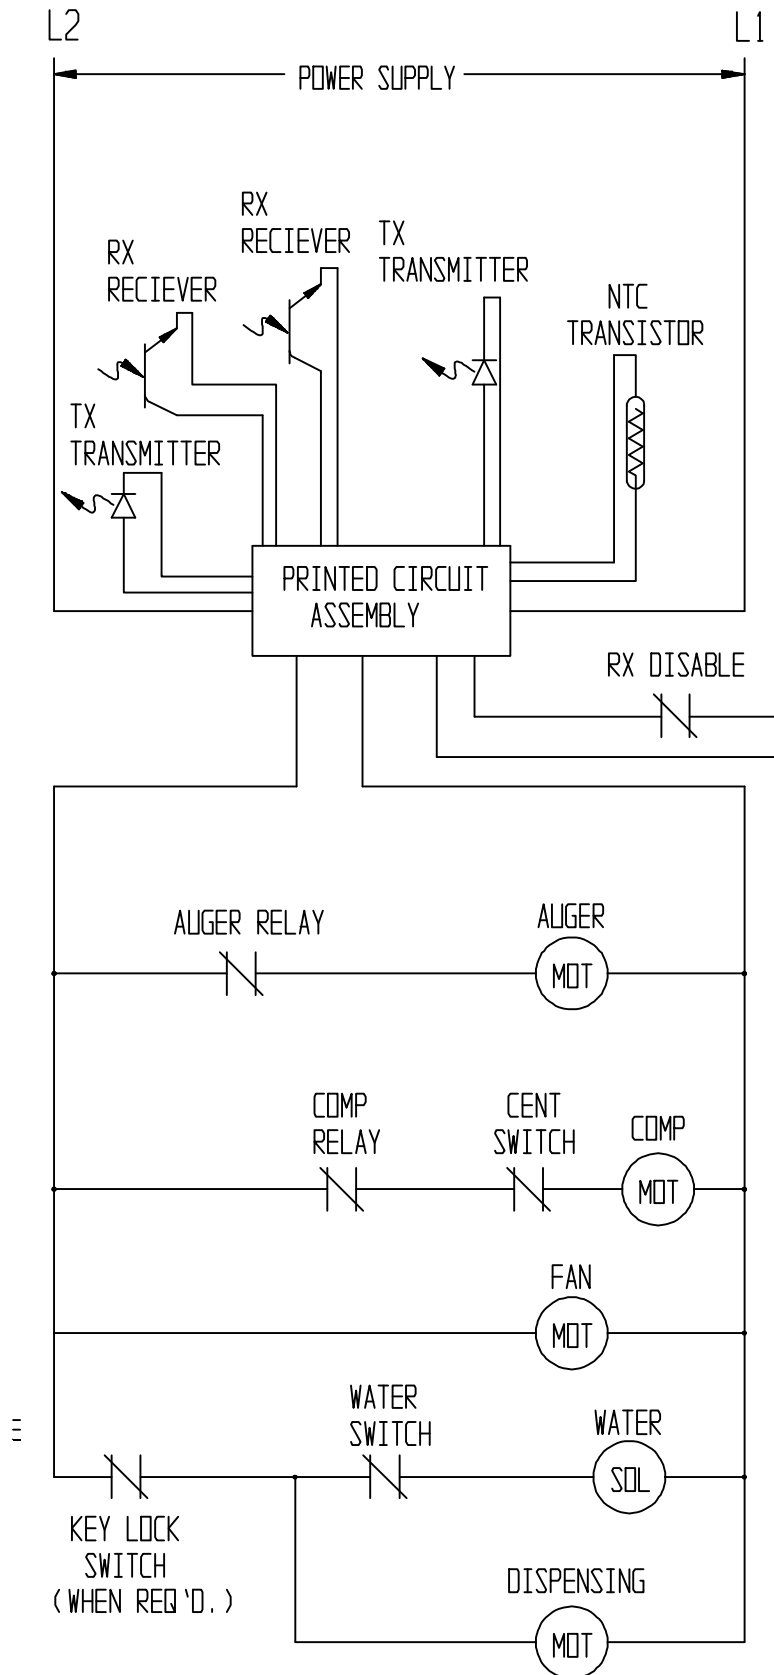 L2
L1
POWER SUPPLY
RX
RECIEVER
TX
TRANSMITTER
RX
RECIEVER
NTC
TRANSISTOR
TX
TRANSMITTER
PRINTED CIRCUIT
ASSEMBLY
RX DISABLE
AUGER RELAY
AUGER
MOT
COMP
RELAY
CENT
SWITCH
COMP
MOT
FAN
MOT
WATER
SWITCH
WATER
SOL
KEY LOCK
SWITCH
(WHEN REQ'D.)
DISPENSING
MOT